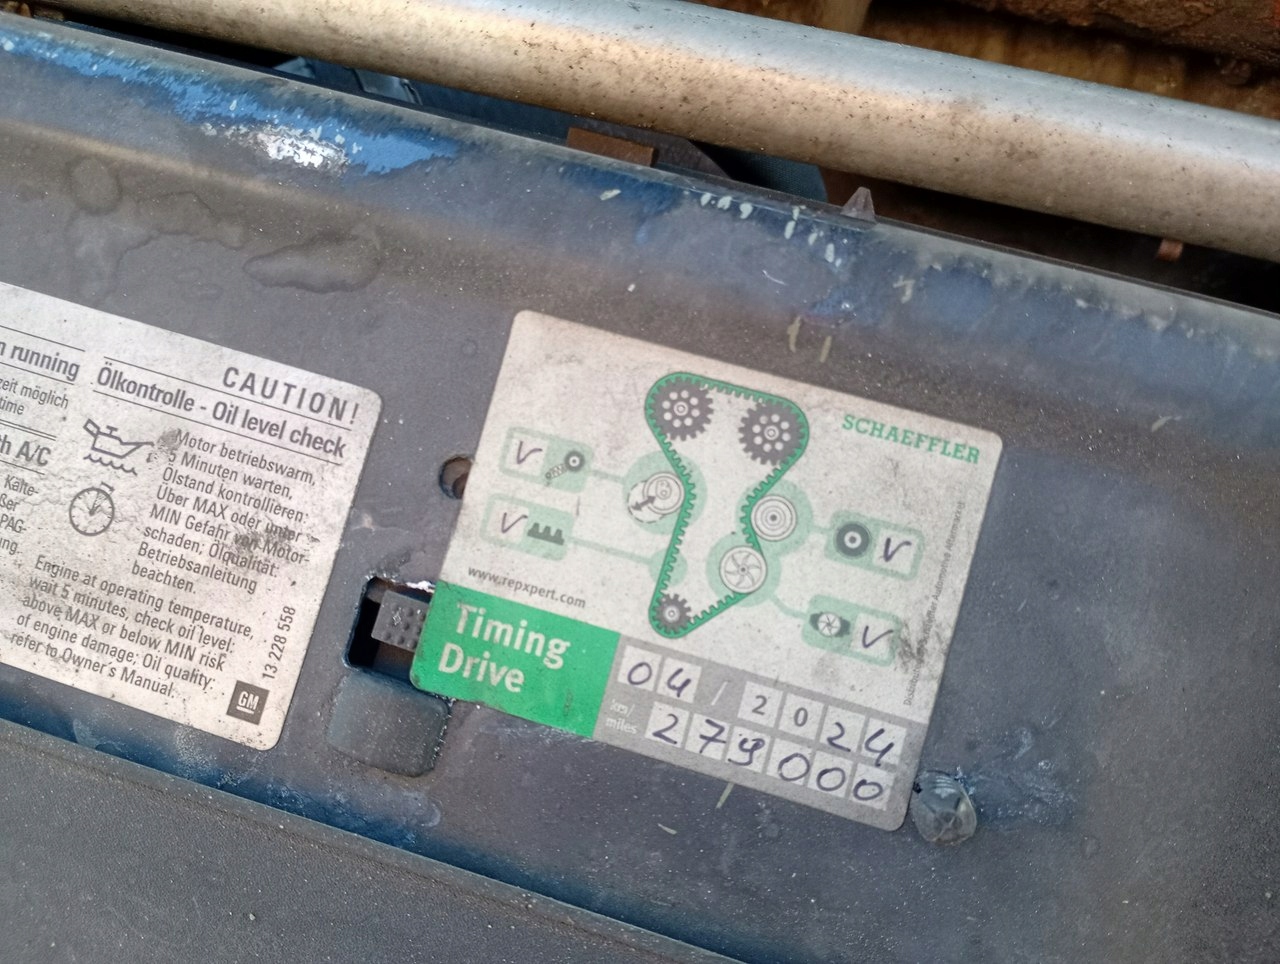 n running
zeit möglich
time
th A/C
Kälte-
PAG-
ng.
CAUTION!
Ölkontrolle - Oil level check
Motor betriebswarm,
5 Minuten warten,
Ölstand kontrollieren:
Über MAX oder unter
MIN Gefahr von Motor-
schaden; Ölqualität:
Betriebsanleitung
beachten.
Engine at operating temperature,
wait 5 minutes, check oil level:
above MAX or below MIN risk
of engine damage; Oil quality:
refer to Owner's Manual.
13 228 558
GM
SCHAEFFLER
V
V
V
V
www.repxpert.com
Timing
Drive
04 / 2024
km/
miles
279000
Automotive Aftermarket